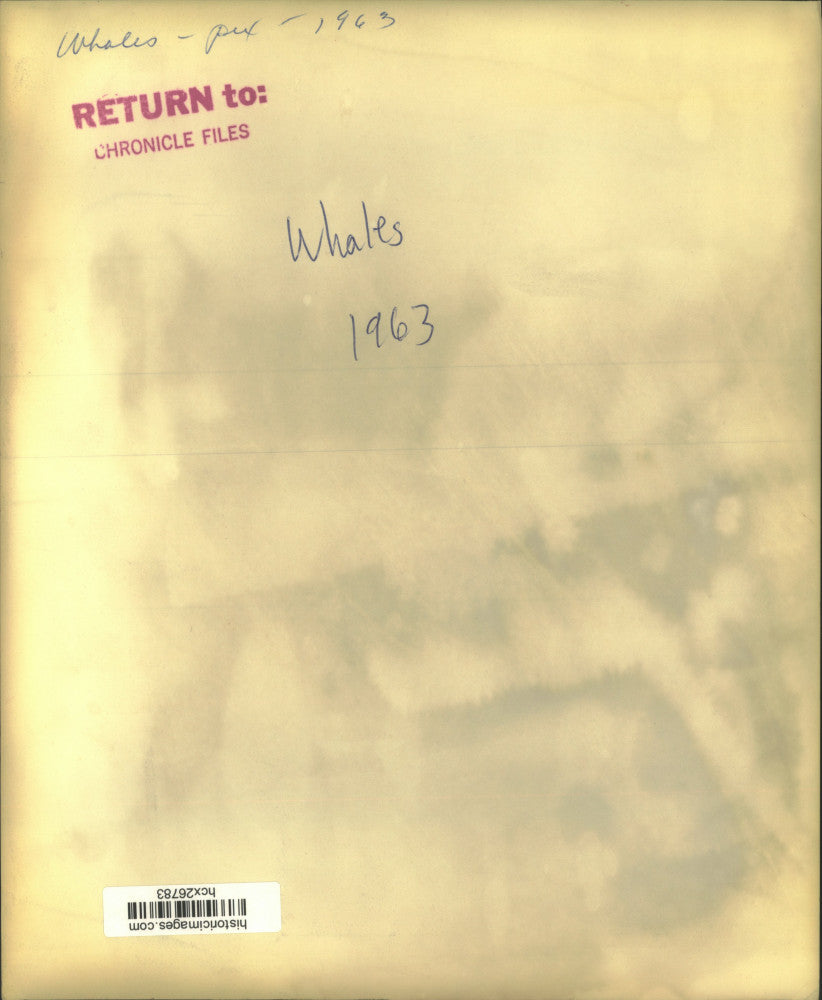 Whales - pix - 1963
RETURN to:
CHRONICLE FILES
Whales
1963
historicimages.com
hcx26783